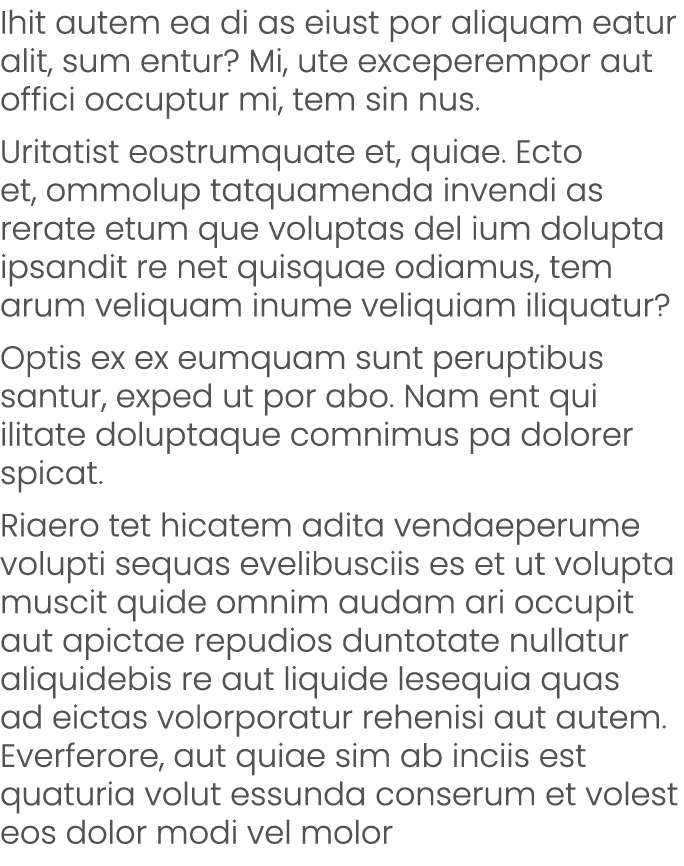 Ihit autem ea di as eiust por aliquam eatur
alit, sum entur? Mi, ute exceperempor aut
offici occuptur mi, tem sin nus.
Uritatist eostrumquate et, quiae. Ecto
et, ommolup tatquamenda invendi as
rerate etum que voluptas del ium dolupta
ipsandit re net quisquae odiamus, tem
arum veliquam inume veliquiam iliquatur?
Optis ex ex eumquam sunt peruptibus
santur, exped ut por abo. Nam ent qui
ilitate doluptaque comnimus pa dolorer
spicat.
Riaero tet hicatem adita vendaeperume
volupti sequas evelibusciis es et ut volupta
muscit quide omnim audam ari occupit
aut apictae repudios duntotate nullatur
aliquidebis re aut liquide lesequia quas
ad eictas volorporatur rehenisi aut autem.
Everferore, aut quiae sim ab inciis est
quaturia volut essunda conserum et volest
eos dolor modi vel molor